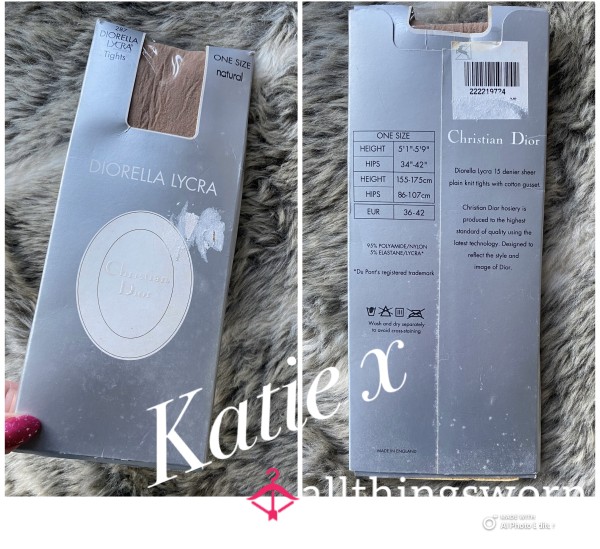 287
DIORELLA
LYCRA
Tights
ONE SIZE
natural
DIORELLA LYCRA
Christian
Dior
222219774
Christian Dior
ONE SIZE
HEIGHT 5'1"-5'9"
HIPS 34"-42"
HEIGHT 155-175cm
HIPS 86-107cm
EUR 36-42
95% POLYAMIDE/NYLON
5% ELASTANE/LYCRA*
*Du Pont's registered trademark
Wash and dry separately
to avoid cross-staining
Diorella Lycra 15 denier sheer
plain knit tights with cotton gusset.
Christian Dior hosiery is
produced to the highest
standard of quality using the
latest technology. Designed to
reflect the style and
image of Dior.
MADE IN ENGLAND
Katie x
allthingsworn
MADE WITH